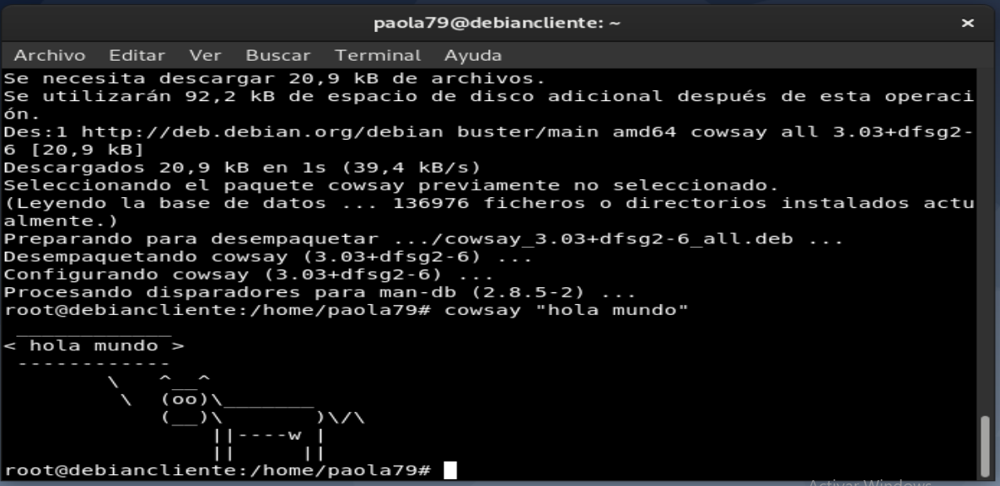 paola79@debiancliente: ~
Archivo Editar Ver Buscar Terminal Ayuda
Se necesita descargar 20,9 kB de archivos.
Se utilizarán 92,2 kB de espacio de disco adicional después de esta operaci
ón.
Des:1 http://deb.debian.org/debian buster/main amd64 cowsay all 3.03+dfsg2-
6 [20,9 kB]
Descargados 20,9 kB en 1s (39,4 kB/s)
Seleccionando el paquete cowsay previamente no seleccionado.
(Leyendo la base de datos ... 136976 ficheros o directorios instalados actu
almente.)
Preparando para desempaquetar .../cowsay_3.03+dfsg2-6_all.deb ...
Desempaquetando cowsay (3.03+dfsg2-6) ...
Configurando cowsay (3.03+dfsg2-6) ...
Procesando disparadores para man-db (2.8.5-2) ...
root@debiancliente:/home/paola79# cowsay "hola mundo"
 ____________
< hola mundo >
 ------------
        \   ^__^
         \  (oo)\_______
            (__)\       )\/\
                ||----w |
                ||     ||
root@debiancliente:/home/paola79#
Activar Windows